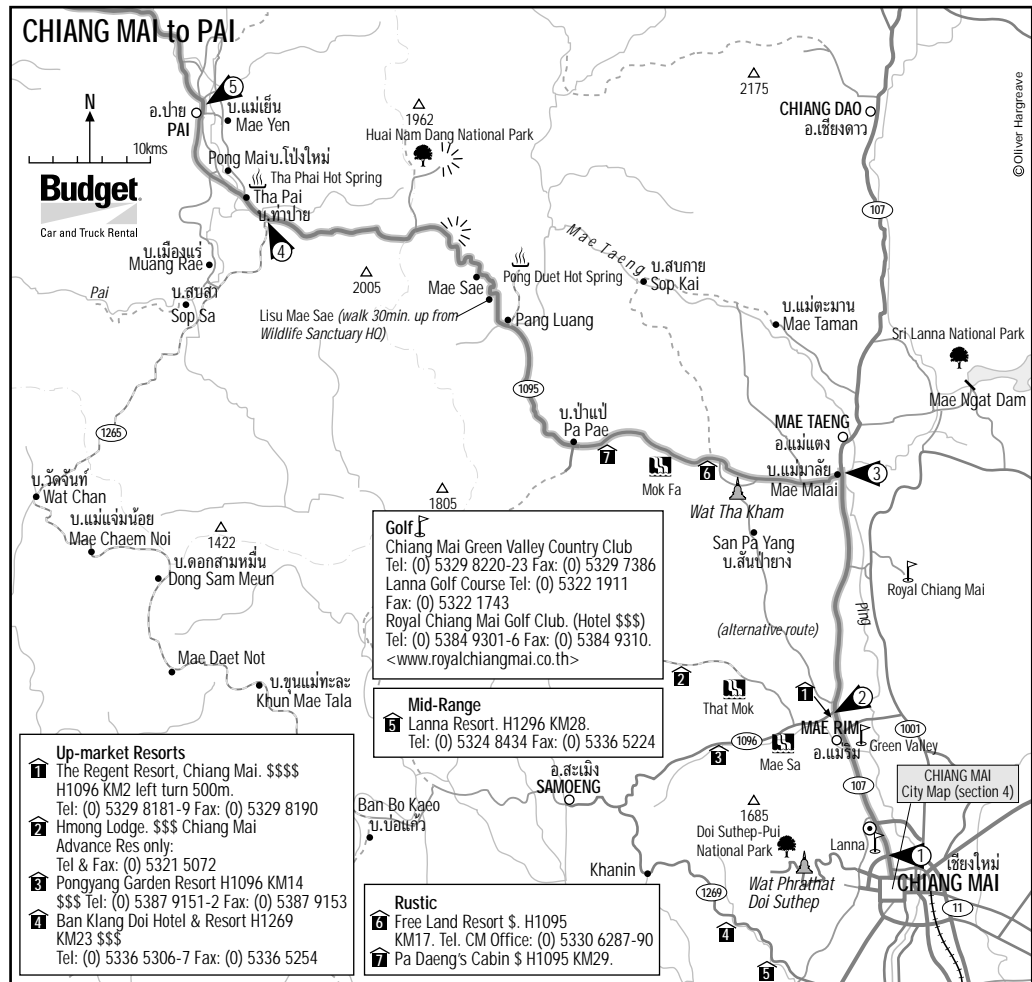 CHIANG MAI to PAI
N
10kms
Budget
Car and Truck Rental
©Oliver Hargreave
5
อ.ปาย
PAI
บ.แม่เย็น
Mae Yen
Pong Mai บ.โป่งใหม่
Tha Phai Hot Spring
Tha Pai
บ.ท่าปาย
4
1962
Huai Nam Dang National Park
2175
CHIANG DAO
อ.เชียงดาว
107
บ.เมืองแร่
Muang Rae
Pai
บ.สบสา
Sop Sa
2005
Mae Sae
Lisu Mae Sae (walk 30min. up from
Wildlife Sanctuary HQ)
Pong Duet Hot Spring
Pang Luang
Mae Taeng
บ.สบกาย
Sop Kai
บ.แม่ตะมาน
Mae Taman
Sri Lanna National Park
Mae Ngat Dam
1095
1265
บ.ป่าแป๋
Pa Pae
7
Mok Fa
6
Wat Tha Kham
MAE TAENG
อ.แม่แตง
บ.แม่มาลัย
Mae Malai
3
บ.วัดจันท์
Wat Chan
บ.แม่แจ่มน้อย
Mae Chaem Noi
1422
บ.ดอกสามหมื่น
Dong Sam Meun
1805
San Pa Yang
บ.สันป่ายาง
Royal Chiang Mai
Ping
(alternative route)
Mae Daet Not
บ.ขุนแม่ทะละ
Khun Mae Tala
Golf
Chiang Mai Green Valley Country Club
Tel: (0) 5329 8220-23 Fax: (0) 5329 7386
Lanna Golf Course Tel: (0) 5322 1911
Fax: (0) 5322 1743
Royal Chiang Mai Golf Club. (Hotel $$$)
Tel: (0) 5384 9301-6 Fax: (0) 5384 9310.
<www.royalchiangmai.co.th>
Mid-Range
5 Lanna Resort. H1296 KM28.
Tel: (0) 5324 8434 Fax: (0) 5336 5224
2
That Mok
1
2
MAE RIM
อ.แม่ริม
1001
Green Valley
3
1096
Mae Sa
107
CHIANG MAI
City Map (section 4)
Up-market Resorts
1 The Regent Resort, Chiang Mai. $$$$
H1096 KM2 left turn 500m.
Tel: (0) 5329 8181-9 Fax: (0) 5329 8190
2 Hmong Lodge. $$$ Chiang Mai
Advance Res only:
Tel & Fax: (0) 5321 5072
3 Pongyang Garden Resort H1096 KM14
$$$ Tel: (0) 5387 9151-2 Fax: (0) 5387 9153
4 Ban Klang Doi Hotel & Resort H1269
KM23 $$$
Tel: (0) 5336 5306-7 Fax: (0) 5336 5254
อ.สะเมิง
SAMOENG
Ban Bo Kaeo
บ.บ่อแก้ว
Khanin
1685
Doi Suthep-Pui
National Park
Wat Phrathat
Doi Suthep
Lanna
1
เชียงใหม่
CHIANG MAI
11
1269
4
5
Rustic
6 Free Land Resort $. H1095
KM17. Tel. CM Office: (0) 5330 6287-90
7 Pa Daeng's Cabin $ H1095 KM29.